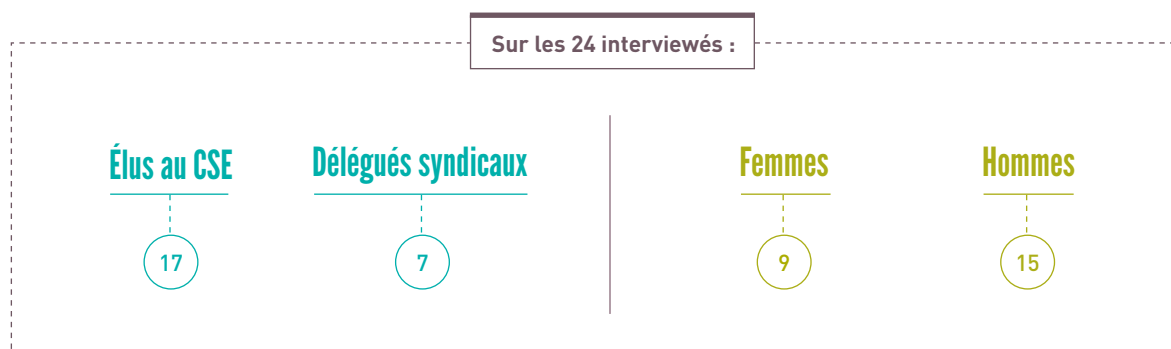 Sur les 24 interviewés :
Élus au CSE
17
Délégués syndicaux
7
Femmes
9
Hommes
15